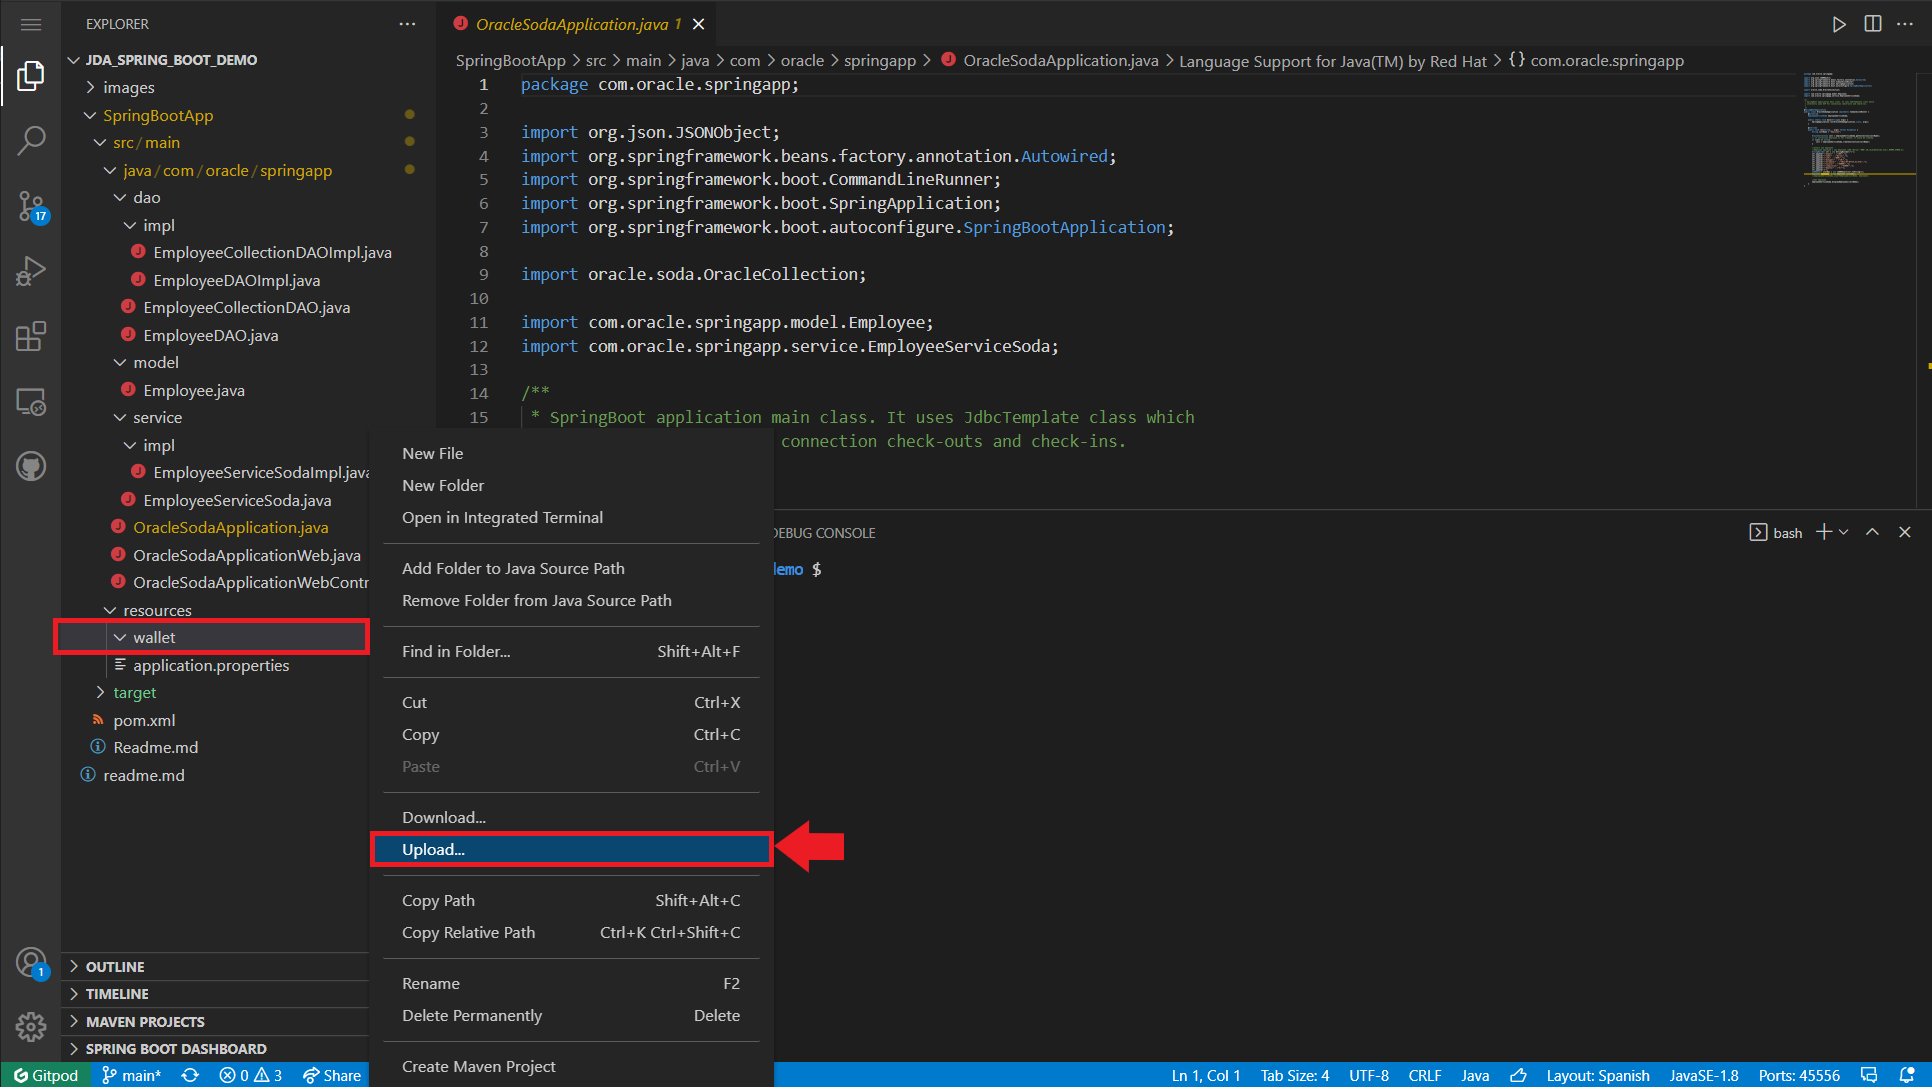 EXPLORER
JDA_SPRING_BOOT_DEMO
images
SpringBootApp
src / main
java / com / oracle / springapp
dao
impl
EmployeeCollectionDAOImpl.java
EmployeeDAOImpl.java
EmployeeCollectionDAO.java
EmployeeDAO.java
model
Employee.java
service
impl
EmployeeServiceSodaImpl.java
EmployeeServiceSoda.java
OracleSodaApplication.java
OracleSodaApplicationWeb.java
OracleSodaApplicationWebContr
resources
wallet
application.properties
target
pom.xml
Readme.md
readme.md
OUTLINE
TIMELINE
MAVEN PROJECTS
SPRING BOOT DASHBOARD
17
1
OracleSodaApplication.java 1
SpringBootApp > src > main > java > com > oracle > springapp > OracleSodaApplication.java > Language Support for Java(TM) by Red Hat > {} com.oracle.springapp
1 package com.oracle.springapp;
2
3 import org.json.JSONObject;
4 import org.springframework.beans.factory.annotation.Autowired;
5 import org.springframework.boot.CommandLineRunner;
6 import org.springframework.boot.SpringApplication;
7 import org.springframework.boot.autoconfigure.SpringBootApplication;
8
9 import oracle.soda.OracleCollection;
10
11 import com.oracle.springapp.model.Employee;
12 import com.oracle.springapp.service.EmployeeServiceSoda;
13
14 /**
15 * SpringBoot application main class. It uses JdbcTemplate class which
connection check-outs and check-ins.
DEBUG CONSOLE
bash
demo $
New File
New Folder
Open in Integrated Terminal
Add Folder to Java Source Path
Remove Folder from Java Source Path
Find in Folder... Shift+Alt+F
Cut Ctrl+X
Copy Ctrl+C
Paste Ctrl+V
Download...
Upload...
Copy Path Shift+Alt+C
Copy Relative Path Ctrl+K Ctrl+Shift+C
Rename F2
Delete Permanently Delete
Create Maven Project
Gitpod main* 0 3 Share
Ln 1, Col 1 Tab Size: 4 UTF-8 CRLF Java Layout: Spanish JavaSE-1.8 Ports: 45556